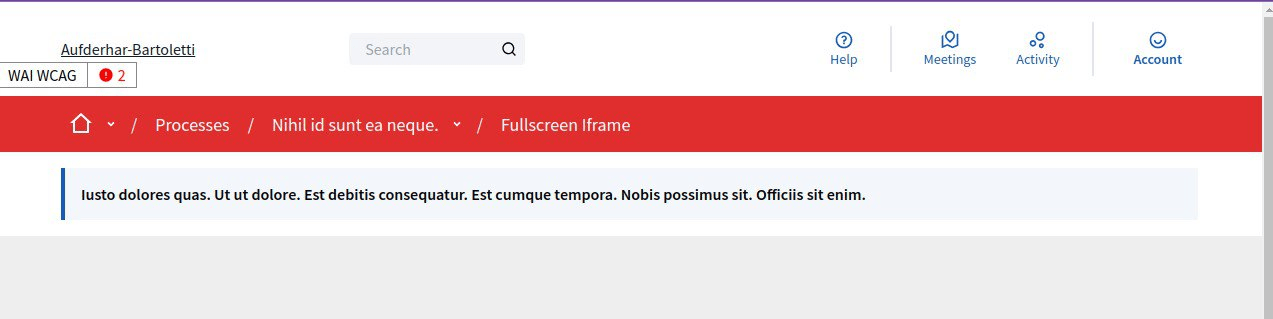 Aufderhar-Bartoletti
Search
Help
Meetings
Activity
Account
WAI WCAG
2
/ Processes / Nihil id sunt ea neque. / Fullscreen Iframe
Iusto dolores quas. Ut ut dolore. Est debitis consequatur. Est cumque tempora. Nobis possimus sit. Officiis sit enim.